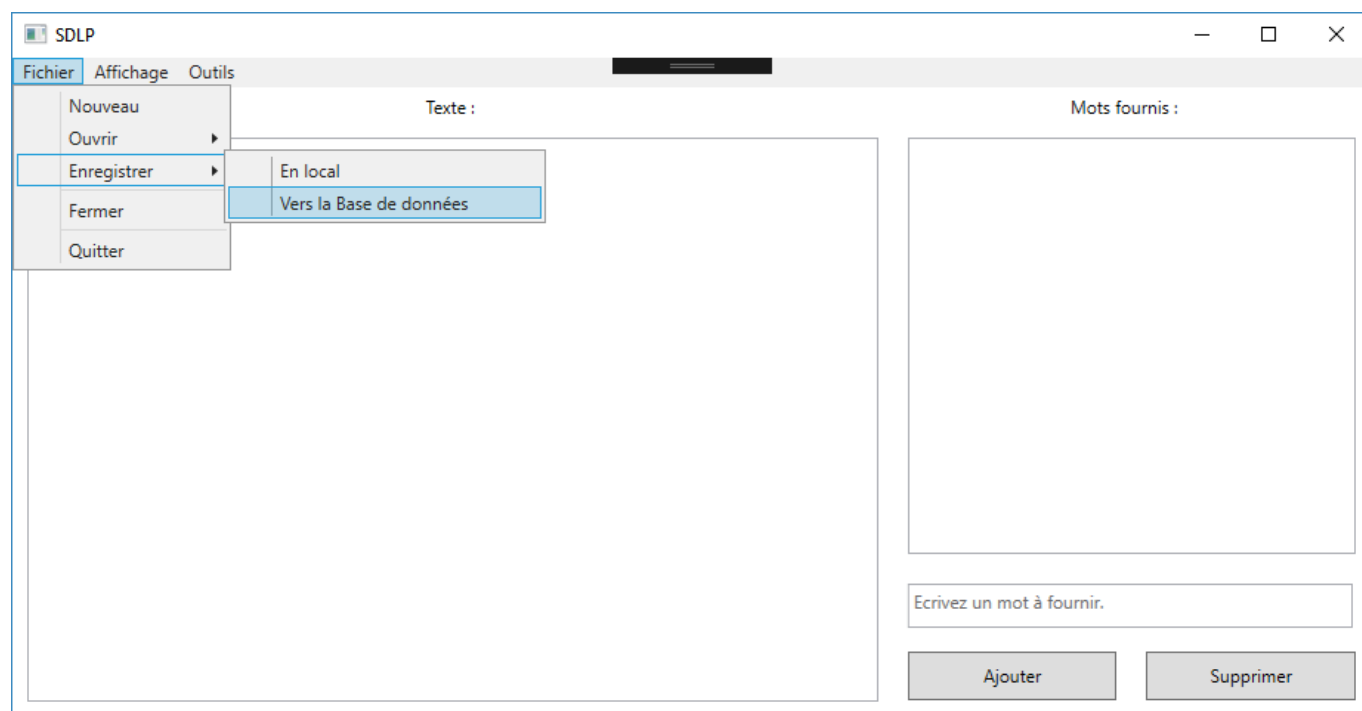 SDLP
Fichier Affichage Outils
Nouveau
Ouvrir
Enregistrer
Fermer
Quitter
En local
Vers la Base de données
Texte :
Mots fournis :
Ecrivez un mot à fournir.
Ajouter Supprimer